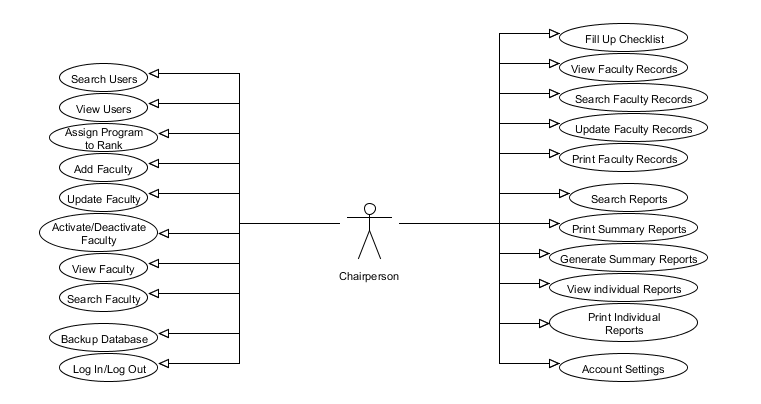 Search Users
View Users
Assign Program
to Rank
Add Faculty
Update Faculty
Activate/Deactivate
Faculty
View Faculty
Search Faculty
Backup Database
Log In/Log Out
Chairperson
Fill Up Checklist
View Faculty Records
Search Faculty Records
Update Faculty Records
Print Faculty Records
Search Reports
Print Summary Reports
Generate Summary Reports
View individual Reports
Print Individual
Reports
Account Settings